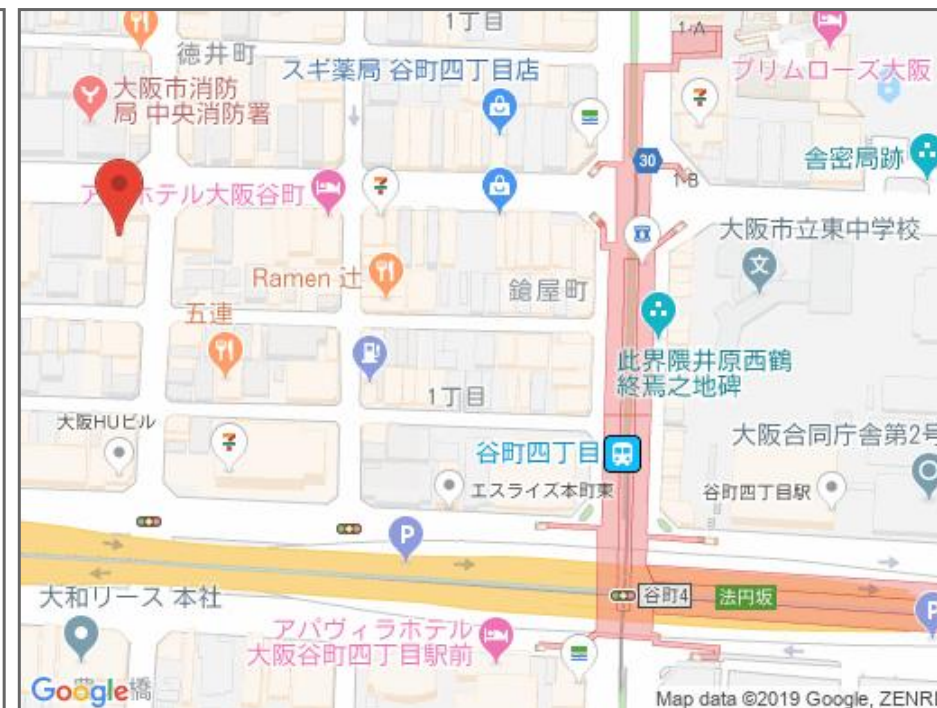 1丁目
1-A
徳井町
スギ薬局 谷町四丁目店
プリムローズ大阪
大阪市消防
局 中央消防署
30
舎密局跡
1-B
ホテル大阪谷町
大阪市立東中学校
文
Ramen 辻
鎗屋町
五連
此界隈井原西鶴
終焉之地碑
1丁目
大阪HUビル
大阪合同庁舎第2号
谷町四丁目
エスライズ本町東
谷町四丁目駅
P
大和リース 本社
谷町4
法円坂
P
アパヴィラホテル
大阪谷町四丁目駅前
Google
橋
Map data ©2019 Google, ZENRI